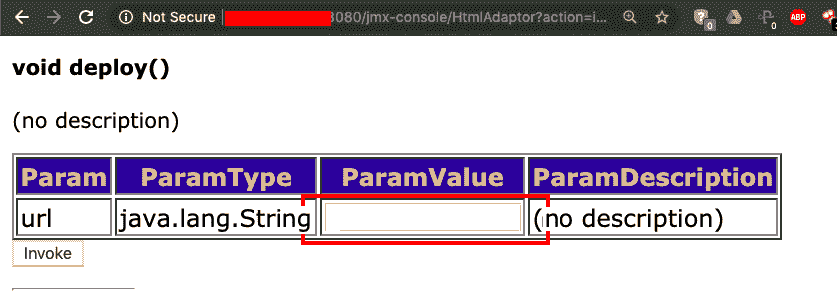 Not Secure | 8080/jmx-console/HtmlAdaptor?action=i...
0
0
ABP
void deploy()
(no description)
Param ParamType ParamValue ParamDescription
url java.lang.String (no description)
Invoke